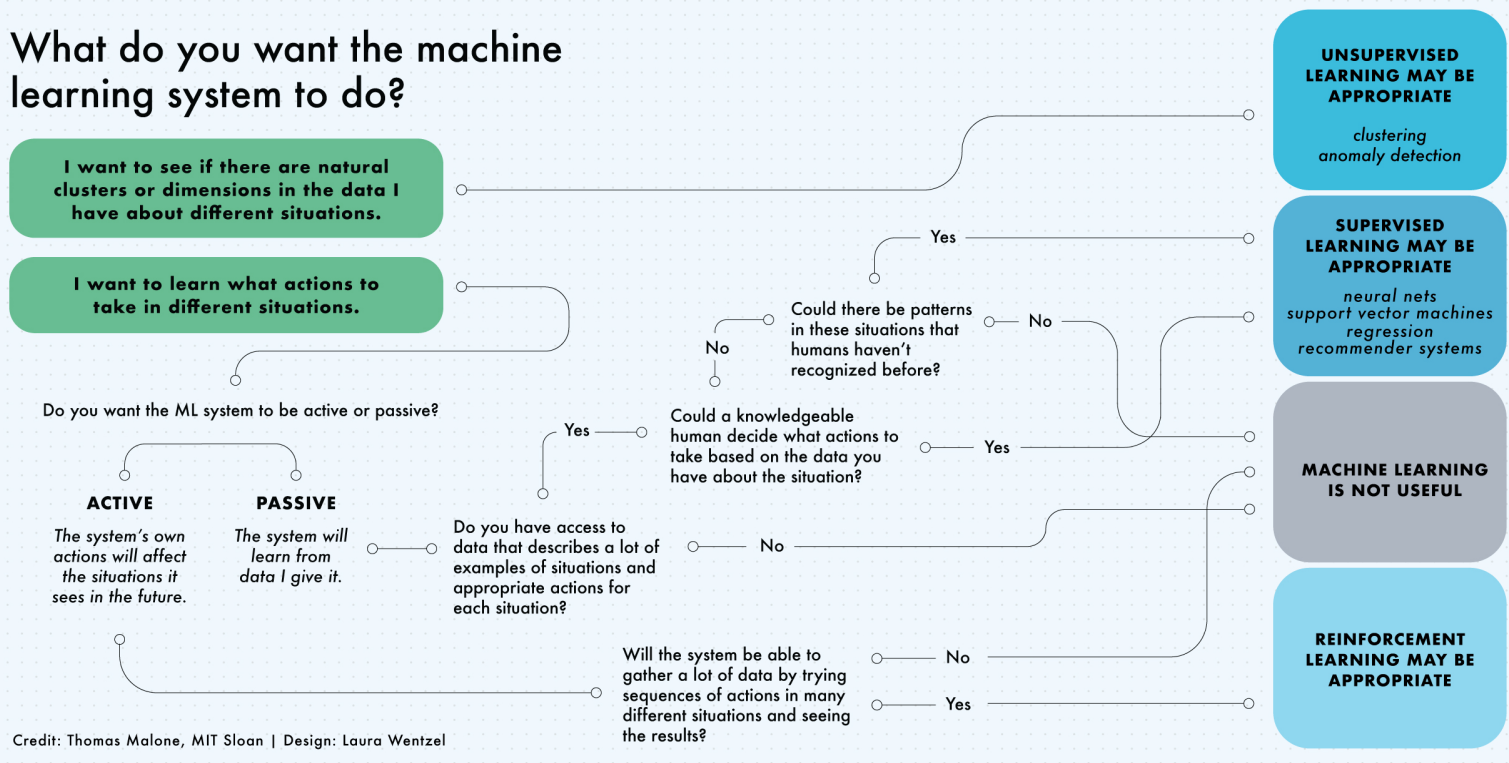 What do you want the machine
learning system to do?
I want to see if there are natural
clusters or dimensions in the data I
have about different situations.
I want to learn what actions to
take in different situations.
Do you want the ML system to be active or passive?
ACTIVE
The system's own
actions will affect
the situations it
sees in the future.
PASSIVE
The system will
learn from
data I give it.
Do you have access to
data that describes a lot of
examples of situations and
appropriate actions for
each situation?
Yes
No
Could a knowledgeable
human decide what actions to
take based on the data you
have about the situation?
No
Yes
Could there be patterns
in these situations that
humans haven't
recognized before?
Yes
No
Will the system be able to
gather a lot of data by trying
sequences of actions in many
different situations and seeing
the results?
No
Yes
UNSUPERVISED
LEARNING MAY BE
APPROPRIATE
clustering
anomaly detection
SUPERVISED
LEARNING MAY BE
APPROPRIATE
neural nets
support vector machines
regression
recommender systems
MACHINE LEARNING
IS NOT USEFUL
REINFORCEMENT
LEARNING MAY BE
APPROPRIATE
Credit: Thomas Malone, MIT Sloan | Design: Laura Wentzel